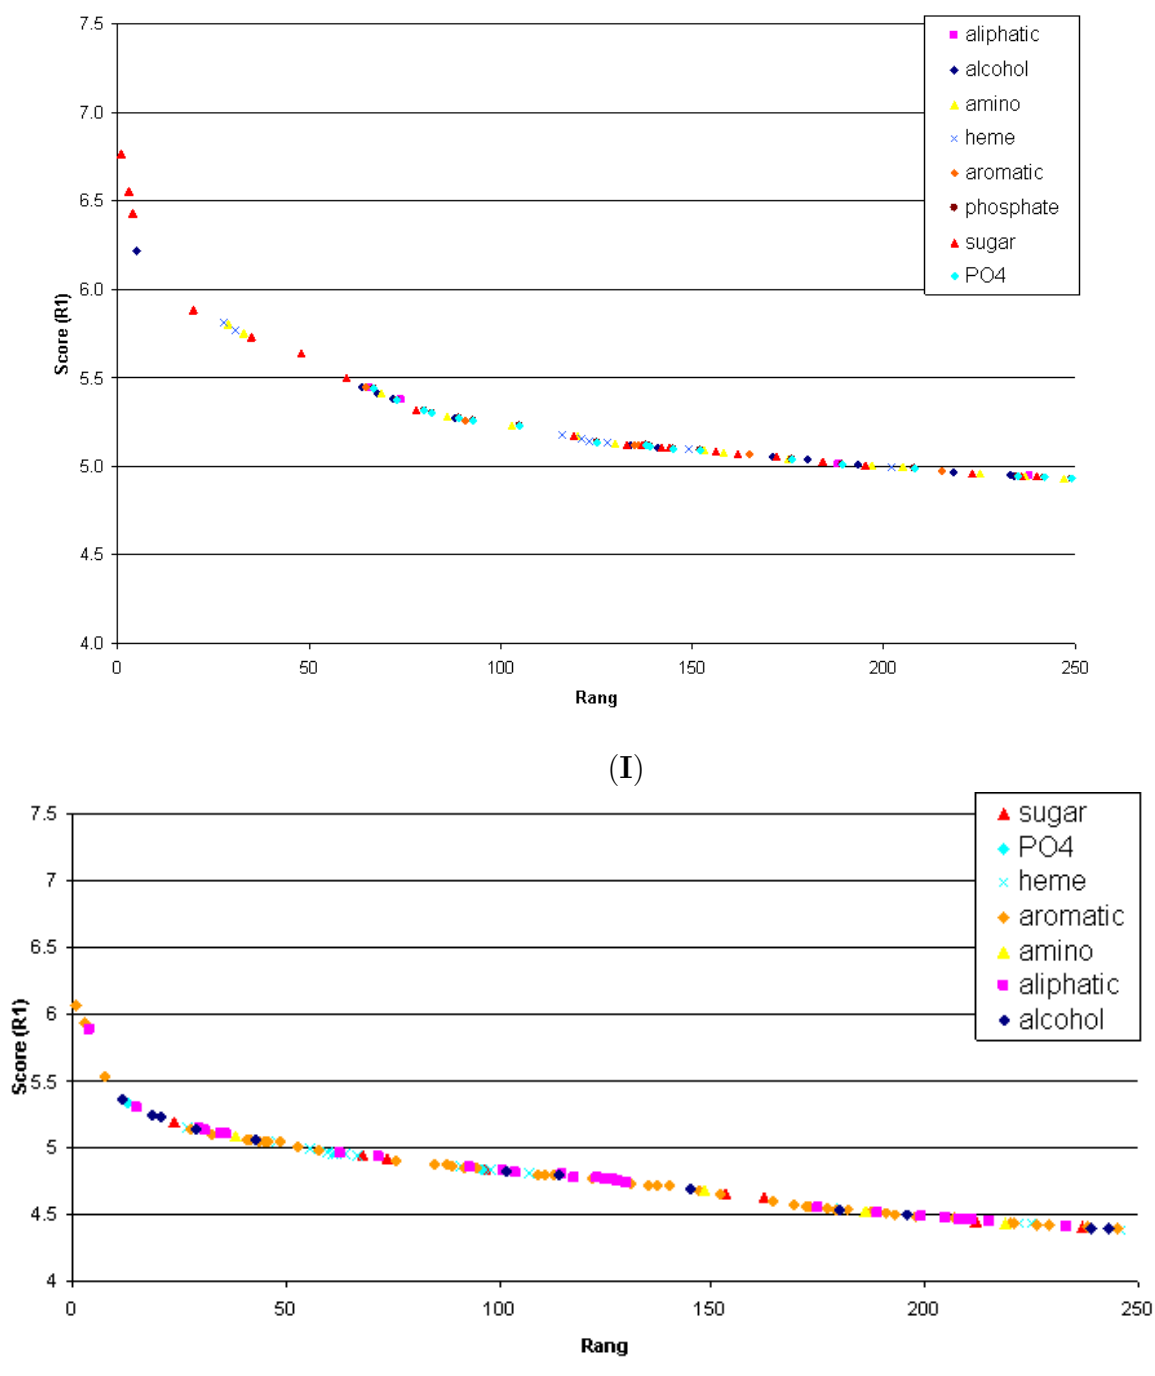 7.5
aliphatic
alcohol
amino
7.0
heme
aromatic
6.5
phosphate
sugar
PO4
6.0
Score (R1)
5.5
5.0
4.5
4.0
0 50 100 150 200 250
Rang
(I)
7.5
sugar
PO4
7
heme
aromatic
6.5
amino
aliphatic
6
alcohol
Score (R1)
5.5
5
4.5
4
0 50 100 150 200 250
Rang